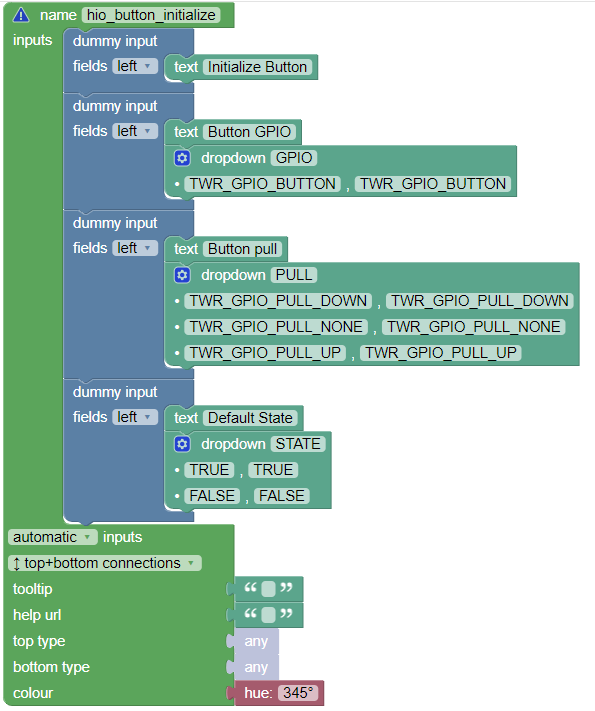 name hio_button_initialize
inputs dummy input
fields left text Initialize Button
dummy input
fields left text Button GPIO
dropdown GPIO
• TWR_GPIO_BUTTON , TWR_GPIO_BUTTON
dummy input
fields left text Button pull
dropdown PULL
• TWR_GPIO_PULL_DOWN , TWR_GPIO_PULL_DOWN
• TWR_GPIO_PULL_NONE , TWR_GPIO_PULL_NONE
• TWR_GPIO_PULL_UP , TWR_GPIO_PULL_UP
dummy input
fields left text Default State
dropdown STATE
• TRUE , TRUE
• FALSE , FALSE
automatic inputs
↕ top+bottom connections
tooltip “ ”
help url “ ”
top type any
bottom type any
colour hue: 345°